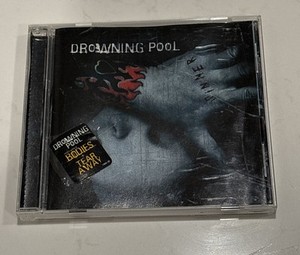 DROWNING POOL
SINNER
DROWNING
POOL
BODIES
TEAR
AWAY